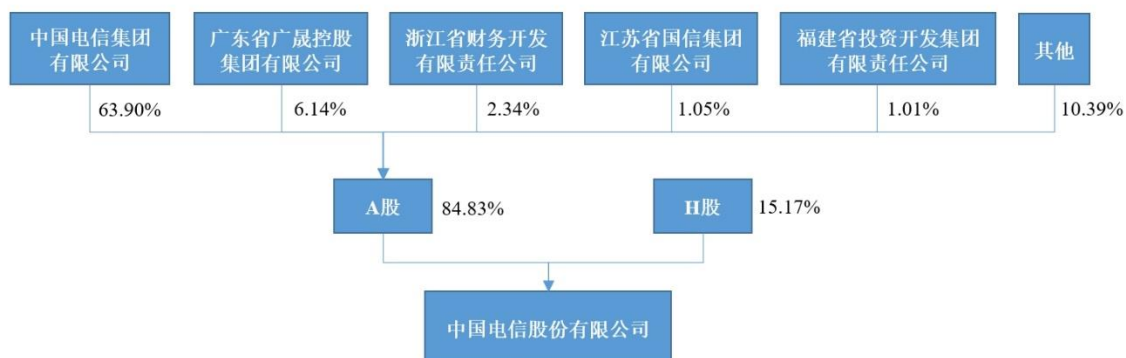 中国电信集团
有限公司
广东省广晟控股
集团有限公司
浙江省财务开发
有限责任公司
江苏省国信集团
有限公司
福建省投资开发集团
有限责任公司
其他
63.90%
6.14%
2.34%
1.05%
1.01%
10.39%
A股
84.83%
H股
15.17%
中国电信股份有限公司